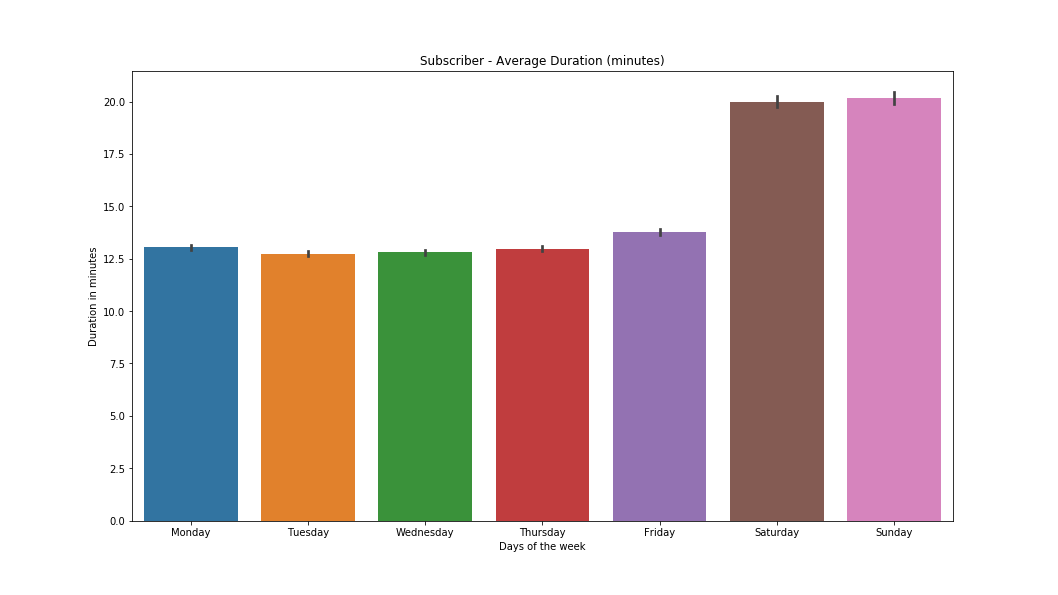 Subscriber - Average Duration (minutes)
20.0
17.5
15.0
12.5
10.0
7.5
5.0
2.5
0.0
Duration in minutes
Monday Tuesday Wednesday Thursday Friday Saturday Sunday
Days of the week